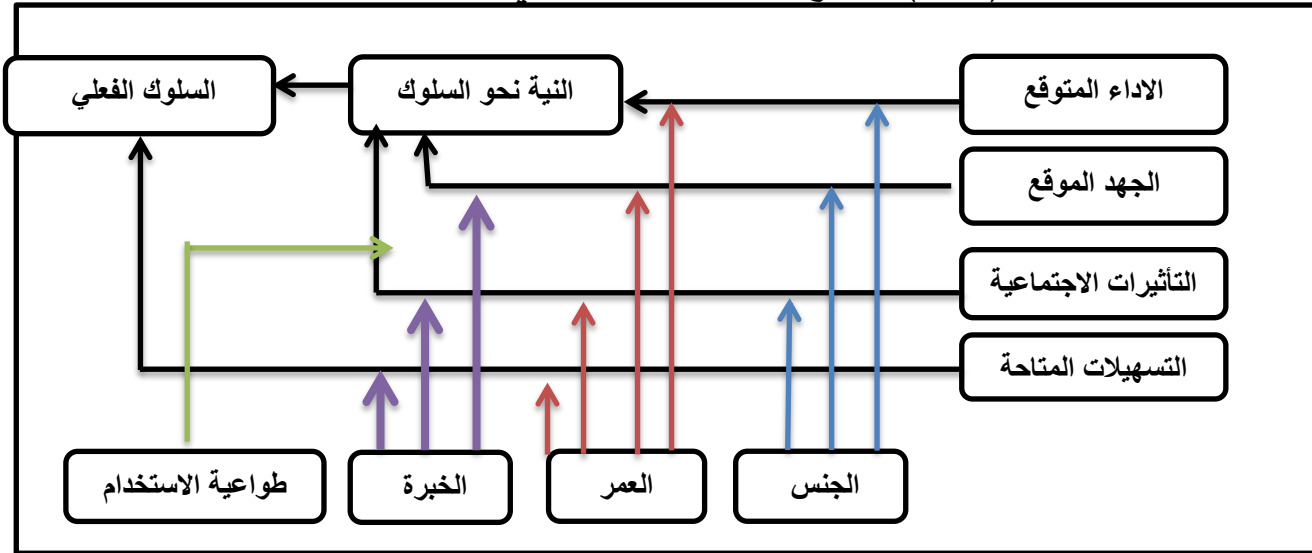 الاداء المتوقع
النية نحو السلوك
السلوك الفعلي
الجهد الموقع
التأثيرات الاجتماعية
التسهيلات المتاحة
الجنس
العمر
الخبرة
طواعية الاستخدام